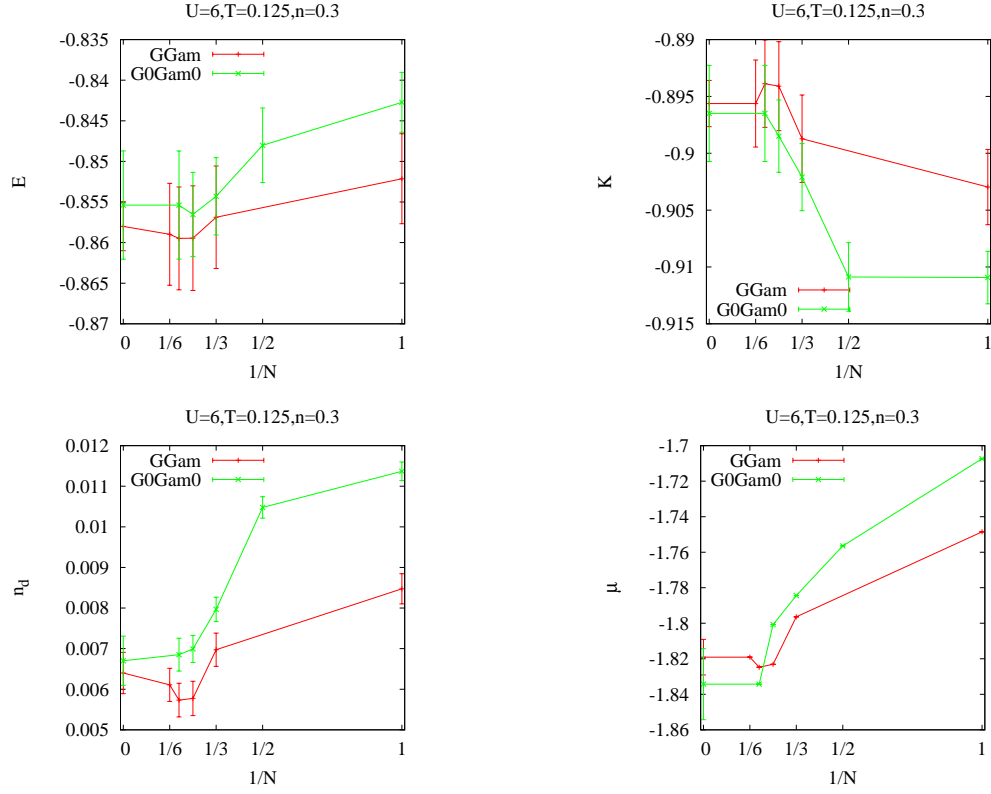 U=6,T=0.125,n=0.3
-0.835
-0.84
-0.845
-0.85
-0.855
-0.86
-0.865
-0.87
E
GGam
G0Gam0
0 1/6 1/3 1/2 1
1/N
U=6,T=0.125,n=0.3
-0.89
-0.895
-0.9
-0.905
-0.91
-0.915
K
GGam
G0Gam0
0 1/6 1/3 1/2 1
1/N
U=6,T=0.125,n=0.3
0.012
0.011
0.01
0.009
0.008
0.007
0.006
0.005
n_d
GGam
G0Gam0
0 1/6 1/3 1/2 1
1/N
U=6,T=0.125,n=0.3
-1.7
-1.72
-1.74
-1.76
-1.78
-1.8
-1.82
-1.84
-1.86
μ
GGam
G0Gam0
0 1/6 1/3 1/2 1
1/N